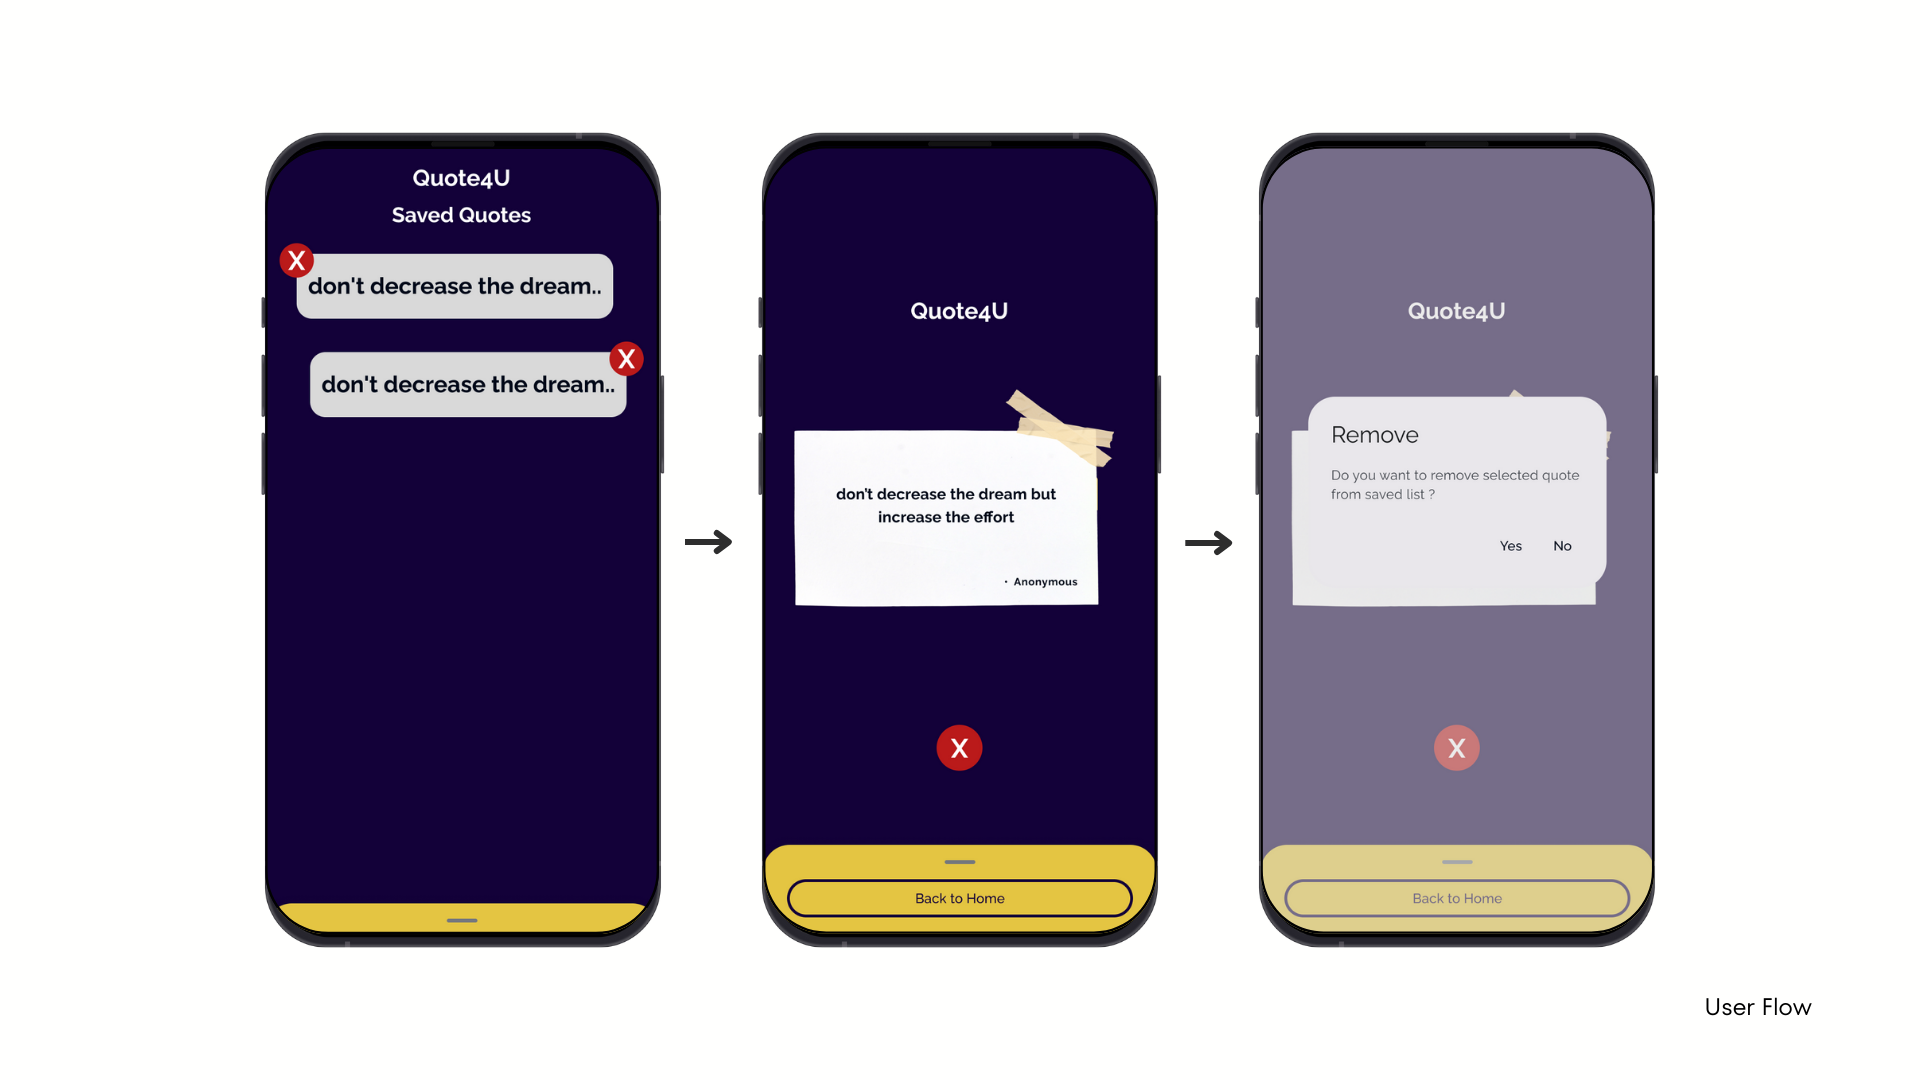 Quote4U
Saved Quotes
X
don't decrease the dream..
X
don't decrease the dream..
Quote4U
don't decrease the dream but
increase the effort
• Anonymous
X
Back to Home
Quote4U
Remove
Do you want to remove selected quote
from saved list ?
Yes No
X
Back to Home
User Flow